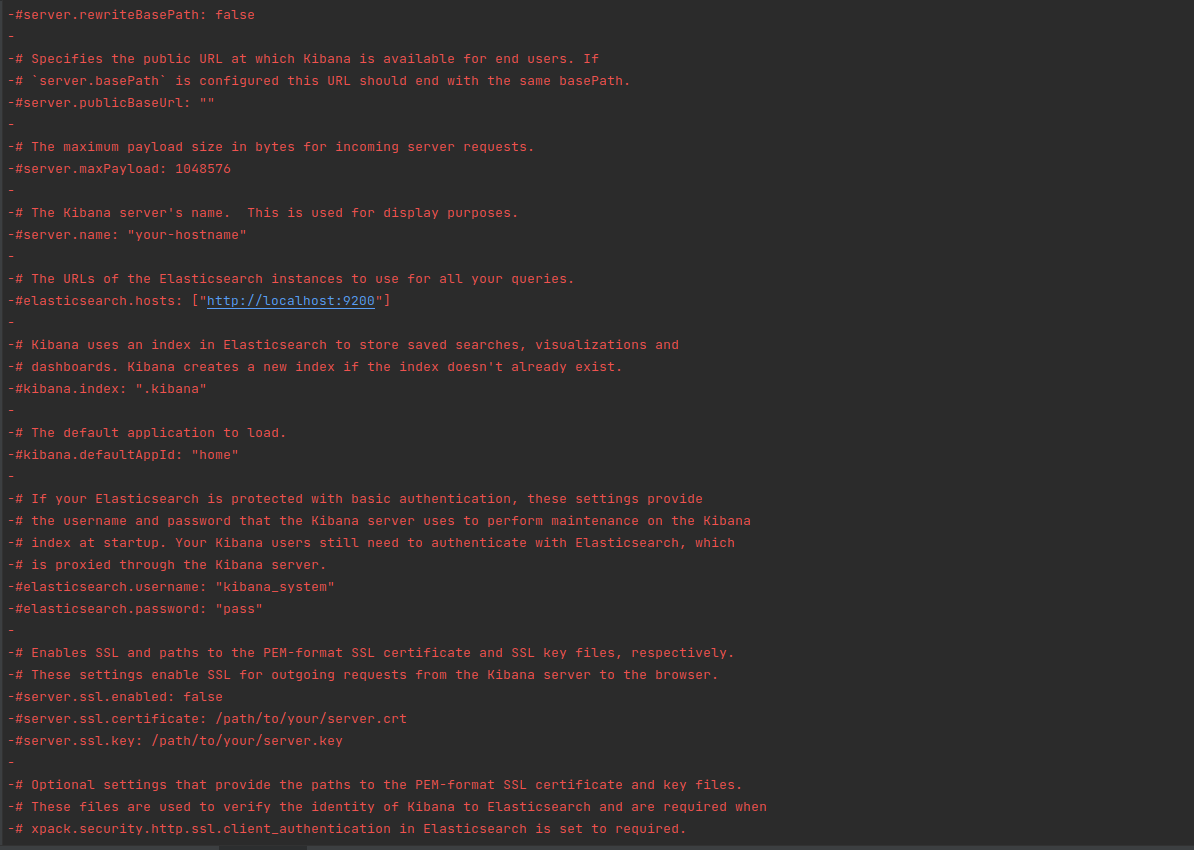 -#server.rewriteBasePath: false
-
-# Specifies the public URL at which Kibana is available for end users. If
-# `server.basePath` is configured this URL should end with the same basePath.
-#server.publicBaseUrl: ""
-
-# The maximum payload size in bytes for incoming server requests.
-#server.maxPayload: 1048576
-
-# The Kibana server's name.  This is used for display purposes.
-#server.name: "your-hostname"
-
-# The URLs of the Elasticsearch instances to use for all your queries.
-#elasticsearch.hosts: ["http://localhost:9200"]
-
-# Kibana uses an index in Elasticsearch to store saved searches, visualizations and
-# dashboards. Kibana creates a new index if the index doesn't already exist.
-#kibana.index: ".kibana"
-
-# The default application to load.
-#kibana.defaultAppId: "home"
-
-# If your Elasticsearch is protected with basic authentication, these settings provide
-# the username and password that the Kibana server uses to perform maintenance on the Kibana
-# index at startup. Your Kibana users still need to authenticate with Elasticsearch, which
-# is proxied through the Kibana server.
-#elasticsearch.username: "kibana_system"
-#elasticsearch.password: "pass"
-
-# Enables SSL and paths to the PEM-format SSL certificate and SSL key files, respectively.
-# These settings enable SSL for outgoing requests from the Kibana server to the browser.
-#server.ssl.enabled: false
-#server.ssl.certificate: /path/to/your/server.crt
-#server.ssl.key: /path/to/your/server.key
-
-# Optional settings that provide the paths to the PEM-format SSL certificate and key files.
-# These files are used to verify the identity of Kibana to Elasticsearch and are required when
-# xpack.security.http.ssl.client_authentication in Elasticsearch is set to required.